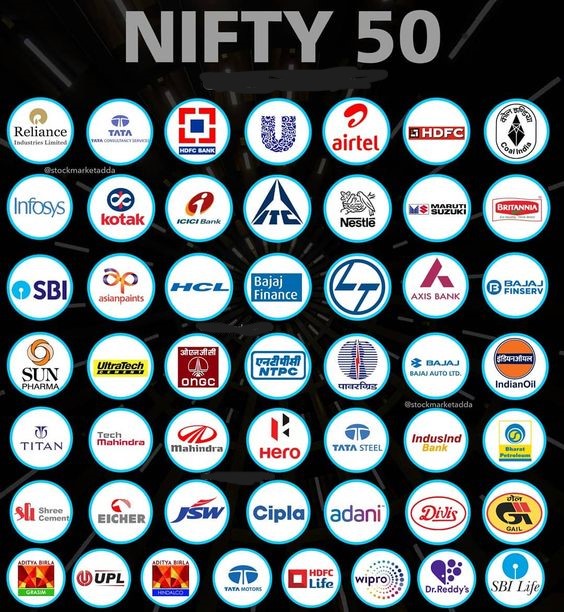 NIFTY 50
Reliance
Industries Limited
TATA
TATA CONSULTANCY SERVICES
HDFC BANK
airtel
HDFC
कोल इण्डिया
Coal India
@stockmarketadda
Infosys
kotak
ICICI Bank
ITC
Nestlé
MARUTI
SUZUKI
BRITANNIA
SBI
asianpaints
HCL
Bajaj
Finance
LT
AXIS BANK
B BAJAJ
FINSERV
SUN
PHARMA
UltraTech
CEMENT
ओएनजीसी
ONGC
एनटीपीसी
NTPC
पावरग्रिड
BAJAJ
BAJAJ AUTO LTD.
इंडियनऑयल
IndianOil
@stockmarketadda
TITAN
Tech
Mahindra
Mahindra
Hero
TATA STEEL
IndusInd
Bank
Bharat
Petroleum
Shree
Cement
EICHER
JSW
Cipla
adani
Divis
गेल
GAIL
ADITYA BIRLA
GRASIM
UPL
ADITYA BIRLA
HINDALCO
TATA MOTORS
HDFC
Life
wipro
Dr.Reddy's
SBI Life